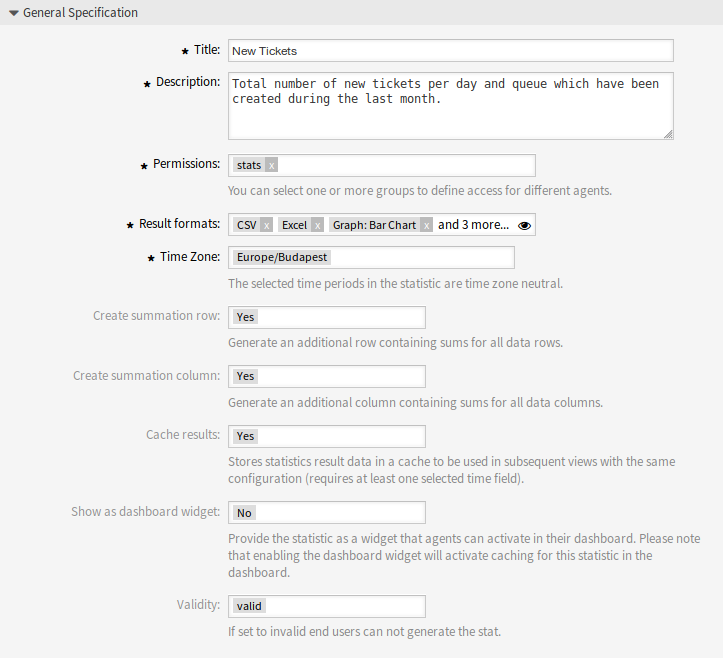 General Specification
★ Title: New Tickets
★ Description: Total number of new tickets per day and queue which have been
created during the last month.
★ Permissions: stats x
You can select one or more groups to define access for different agents.
★ Result formats: CSV x Excel x Graph: Bar Chart x and 3 more...
★ Time Zone: Europe/Budapest
The selected time periods in the statistic are time zone neutral.
Create summation row: Yes
Generate an additional row containing sums for all data rows.
Create summation column: Yes
Generate an additional column containing sums for all data columns.
Cache results: Yes
Stores statistics result data in a cache to be used in subsequent views with the same
configuration (requires at least one selected time field).
Show as dashboard widget: No
Provide the statistic as a widget that agents can activate in their dashboard. Please note
that enabling the dashboard widget will activate caching for this statistic in the
dashboard.
Validity: valid
If set to invalid end users can not generate the stat.